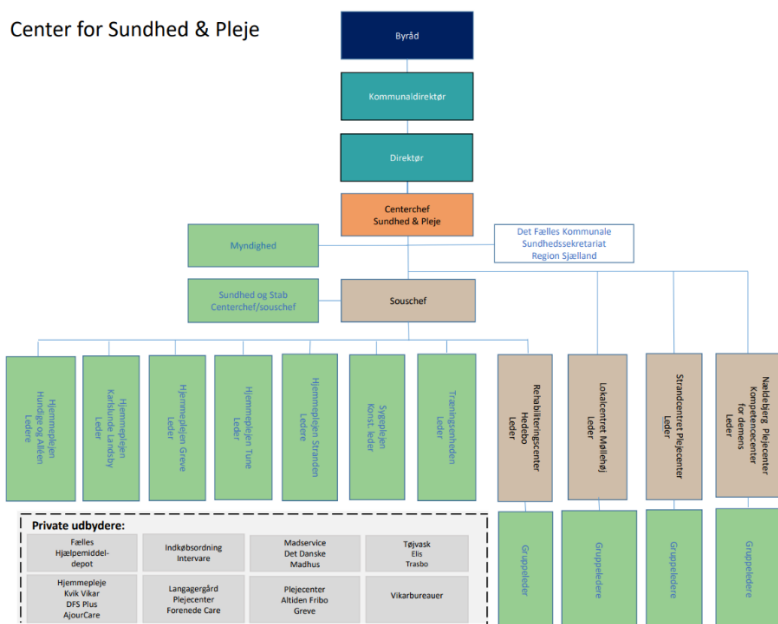 Center for Sundhed & Pleje
Byråd
Kommunaldirektør
Direktør
Centerchef
Sundhed & Pleje
Myndighed
Det Fælles Kommunale
Sundhedssekretariat
Region Sjælland
Sundhed og Stab
Centerchef/souschef
Souschef
Hjemmeplejen
Hundige og Alléen
Ledere
Hjemmeplejen
Karlslunde Landsby
Leder
Hjemmeplejen Greve
Leder
Hjemmeplejen Tune
Leder
Hjemmeplejen Stranden
Ledere
Sygeplejen
Konst. leder
Træningsenheden
Leder
Rehabiliteringscenter
Hedebo
Leder
Lokalcentret Møllehøj
Leder
Strandcentret Plejecenter
Leder
Nældebjerg Plejecenter
Kompetencecenter
for demens
Leder
Gruppeleder
Gruppeledere
Gruppeledere
Gruppeledere
Private udbydere:
Fælles
Hjælpemiddel-
depot
Indkøbsordning
Intervare
Madservice
Det Danske
Madhus
Tøjvask
Elis
Trasbo
Hjemmepleje
Kvik Vikar
DFS Plus
AjourCare
Langagergård
Plejecenter
Forenede Care
Plejecenter
Altiden Fribo
Greve
Vikarbureauer